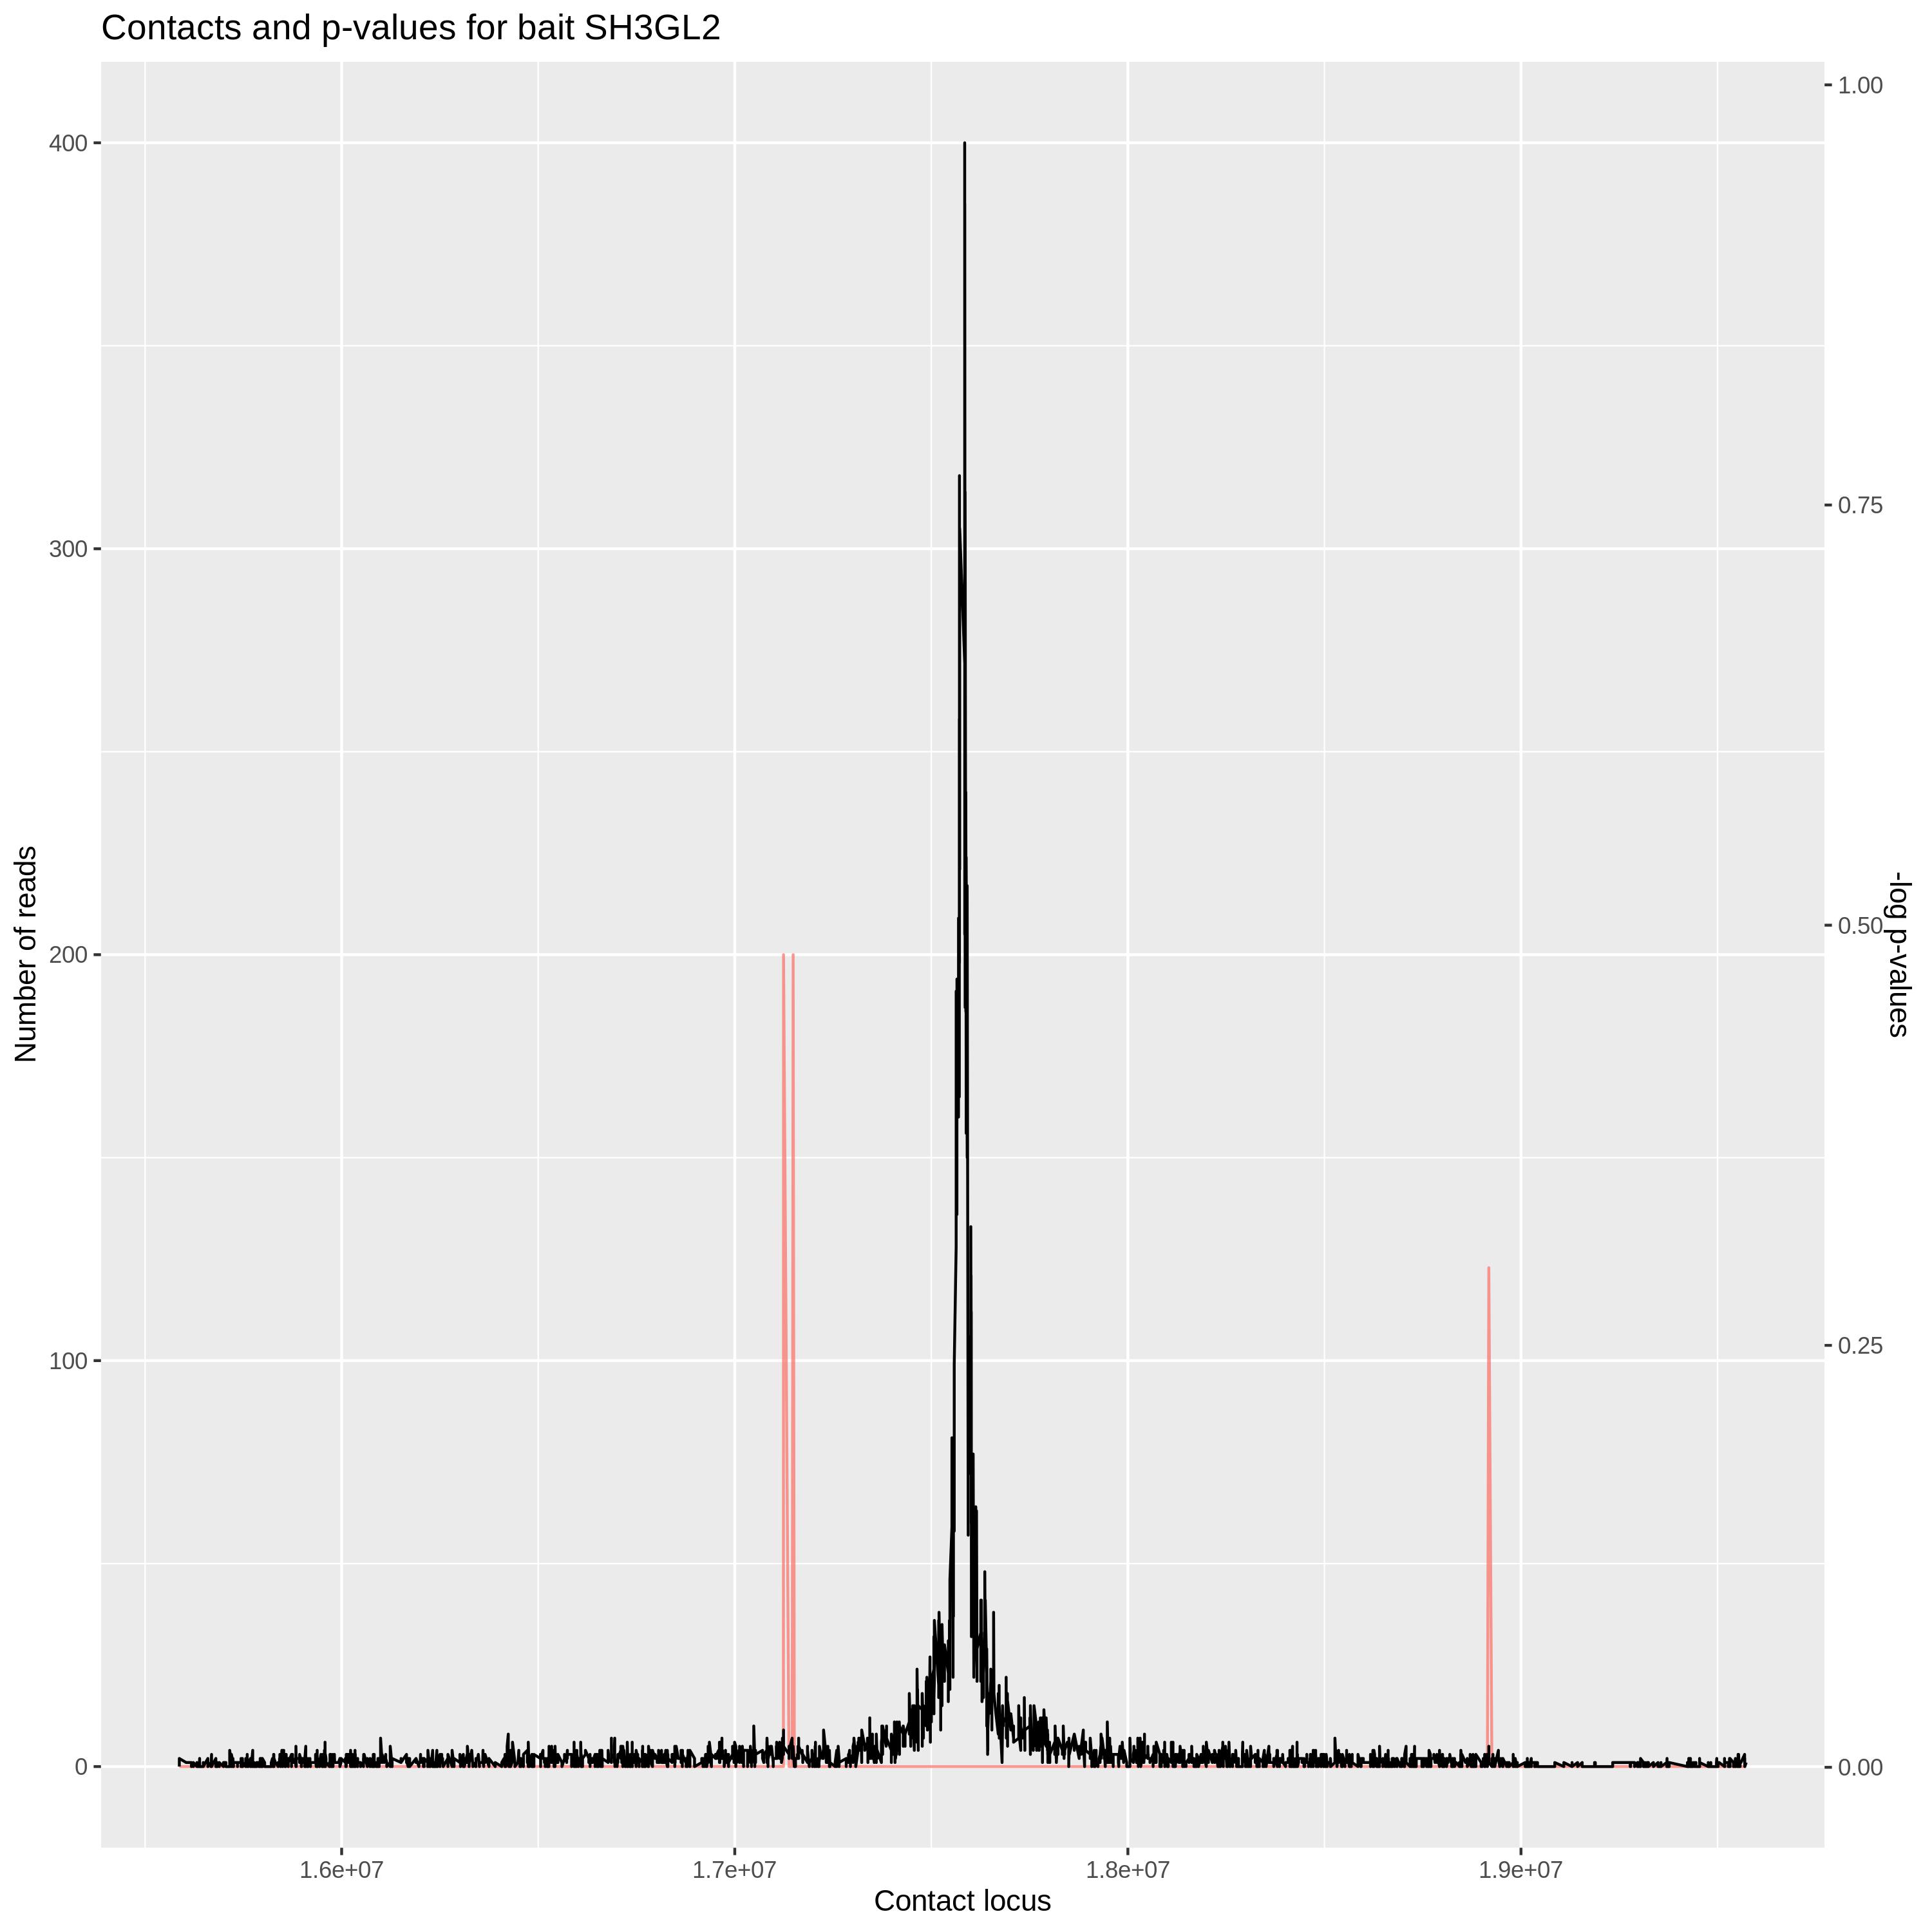 Contacts and p-values for bait SH3GL2
Number of reads
400
300
200
100
0
1.00
0.75
0.50
0.25
0.00
-log p-values
1.6e+07 1.7e+07 1.8e+07 1.9e+07
Contact locus